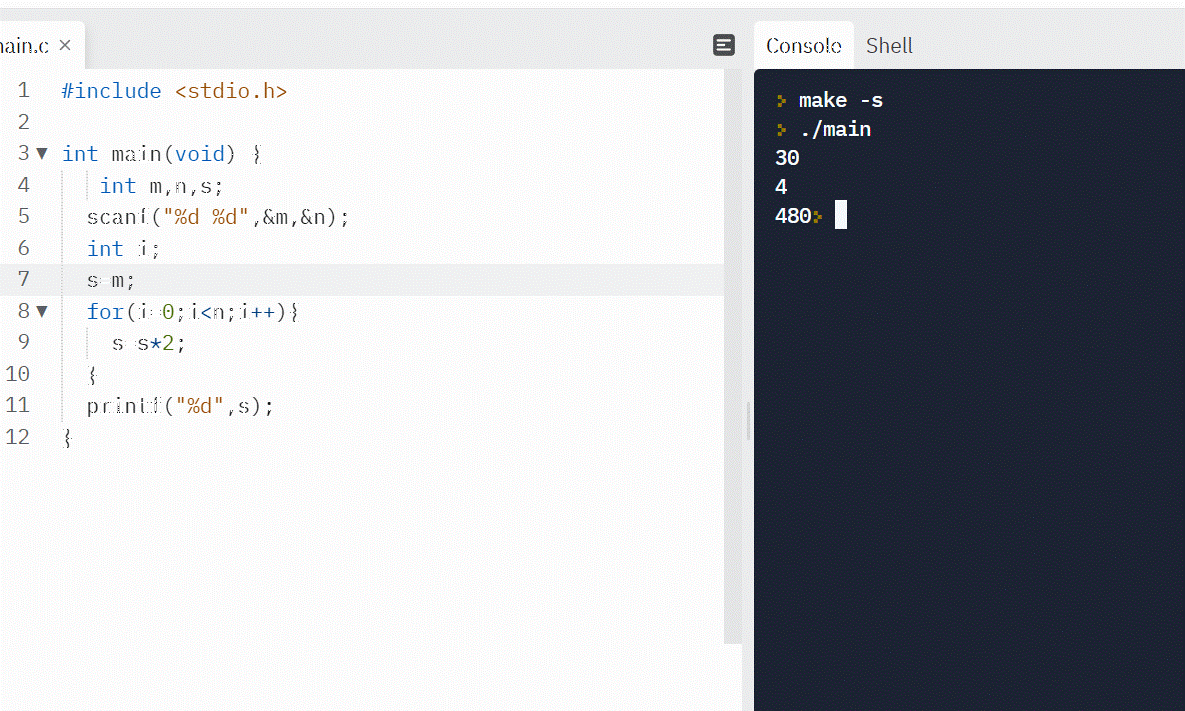 main.c ×
Console Shell
1 #include <stdio.h>
2
3 int main(void) {
4 int m,n,s;
5 scanf("%d %d",&m,&n);
6 int i;
7 s=m;
8 for(i=0;i<n;i++){
9 s=s*2;
10 }
11 printf("%d",s);
12 }
> make -s
> ./main
30
4
480>